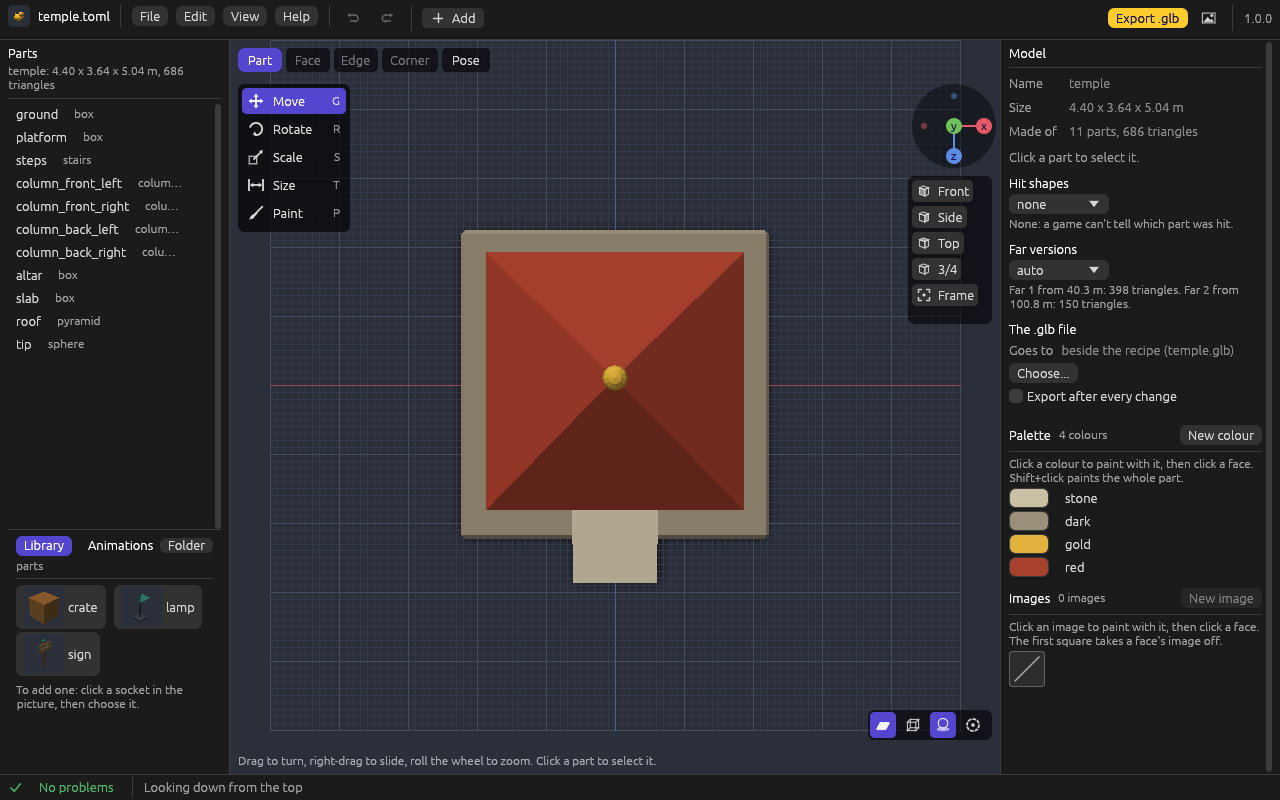 temple.toml
File
Edit
View
Help
Add
Export .glb
1.0.0
Parts
temple: 4.40 x 3.64 x 5.04 m, 686
triangles
ground box
platform box
steps stairs
column_front_left colum...
column_front_right colu...
column_back_left colum...
column_back_right colu...
altar box
slab box
roof pyramid
tip sphere
Library
Animations
Folder
parts
crate
lamp
sign
To add one: click a socket in the
picture, then choose it.
Part
Face
Edge
Corner
Pose
Move G
Rotate R
Scale S
Size T
Paint P
y
x
z
Front
Side
Top
3/4
Frame
Drag to turn, right-drag to slide, roll the wheel to zoom. Click a part to select it.
Model
Name temple
Size 4.40 x 3.64 x 5.04 m
Made of 11 parts, 686 triangles
Click a part to select it.
Hit shapes
none
None: a game can't tell which part was hit.
Far versions
auto
Far 1 from 40.3 m: 398 triangles. Far 2 from
100.8 m: 150 triangles.
The .glb file
Goes to beside the recipe (temple.glb)
Choose...
Export after every change
Palette 4 colours
New colour
Click a colour to paint with it, then click a face.
Shift+click paints the whole part.
stone
dark
gold
red
Images 0 images
New image
Click an image to paint with it, then click a face.
The first square takes a face's image off.
No problems
Looking down from the top